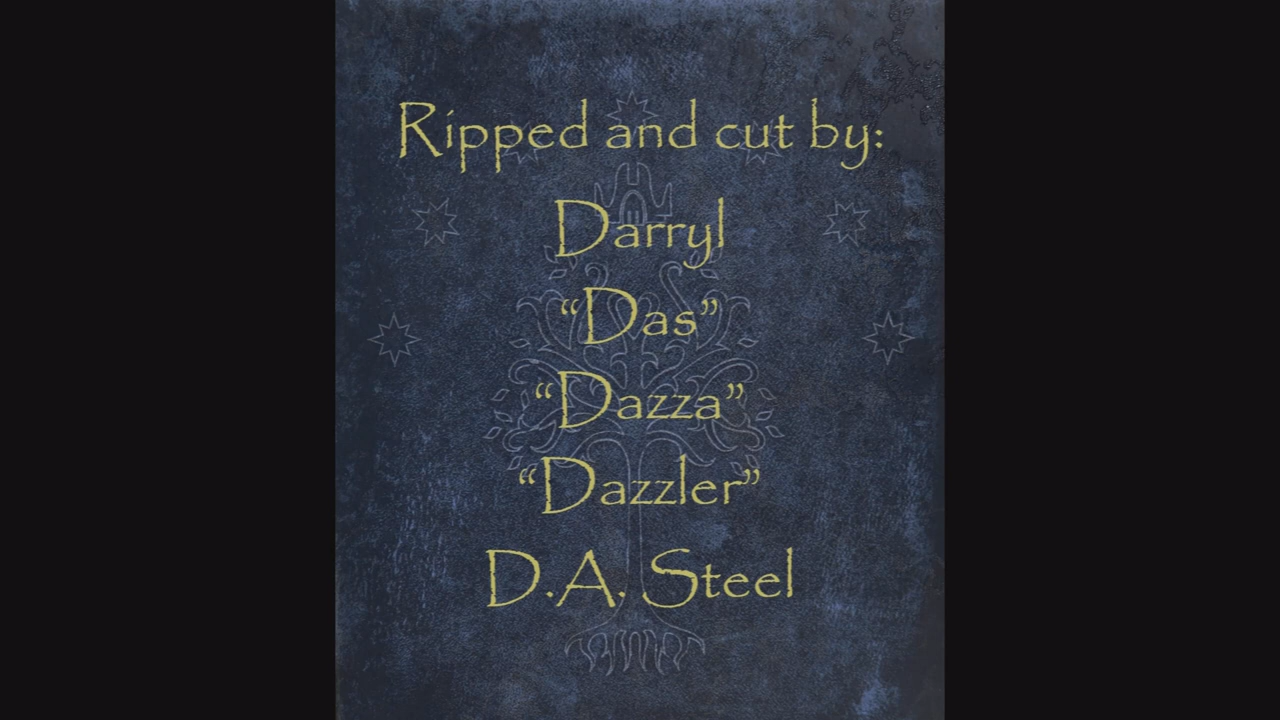 Ripped and cut by:
Darryl
“Das”
“Dazza”
“Dazzler”
D.A. Steel